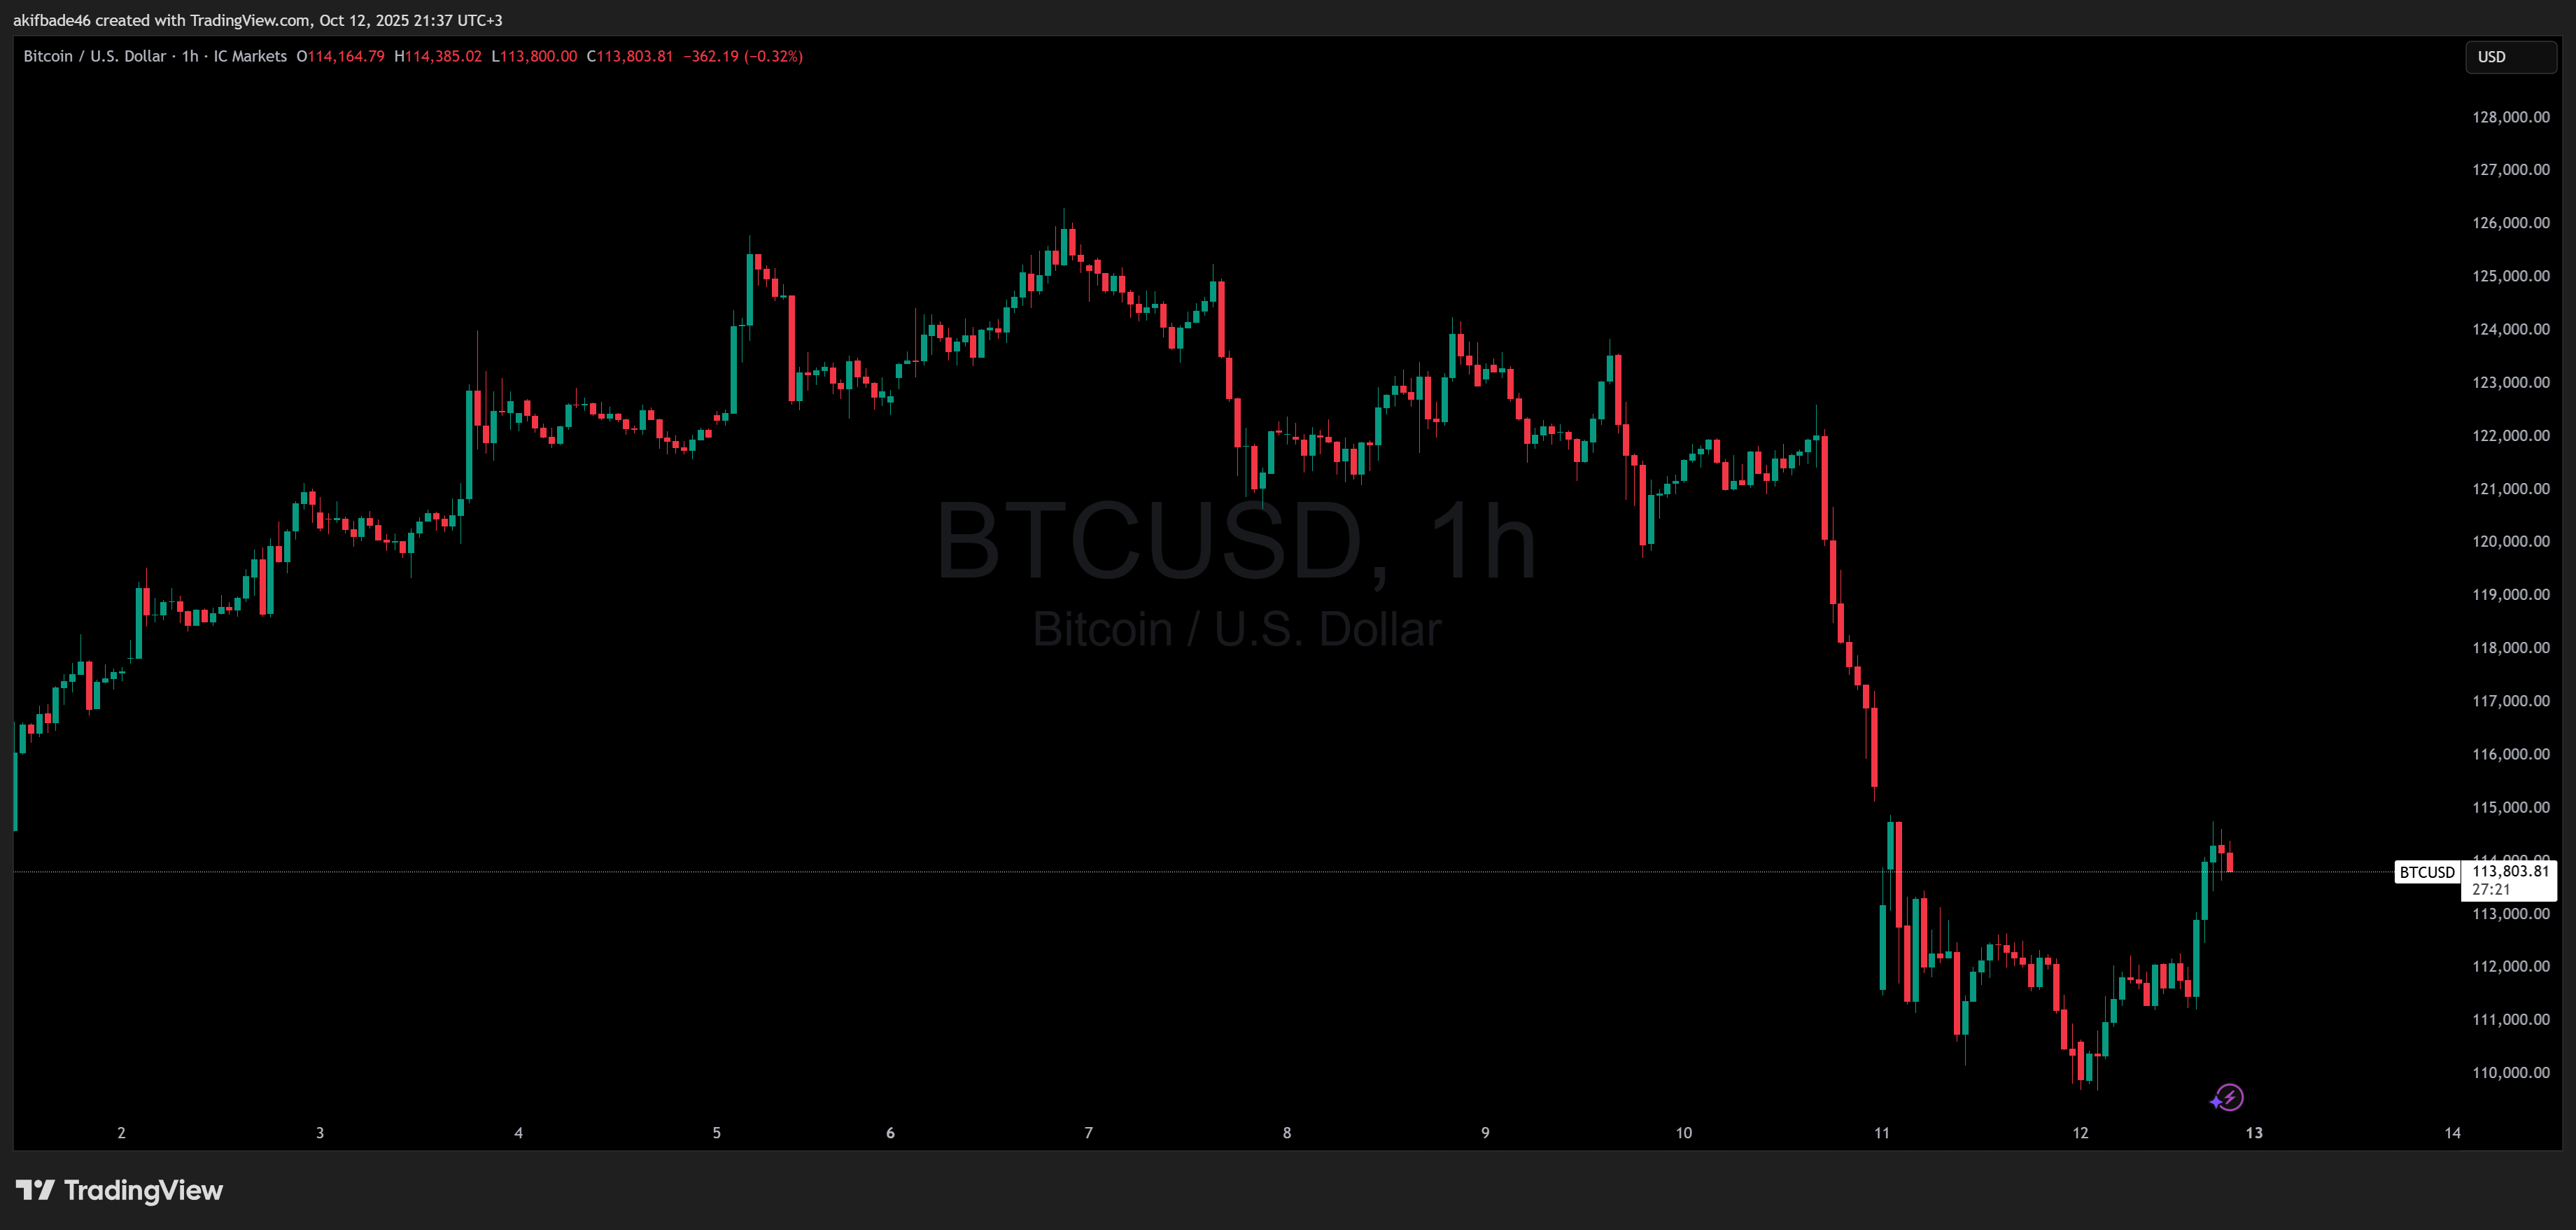 akifbade46 created with TradingView.com, Oct 12, 2025 21:37 UTC+3
Bitcoin / U.S. Dollar · 1h · IC Markets O114,164.79 H114,385.02 L113,800.00 C113,803.81 −362.19 (−0.32%)
USD
128,000.00
127,000.00
126,000.00
125,000.00
124,000.00
123,000.00
122,000.00
121,000.00
120,000.00
119,000.00
118,000.00
117,000.00
116,000.00
115,000.00
114,000.00
BTCUSD 113,803.81
27:21
113,000.00
112,000.00
111,000.00
110,000.00
BTCUSD, 1h
Bitcoin / U.S. Dollar
2 3 4 5 6 7 8 9 10 11 12 13 14
TradingView